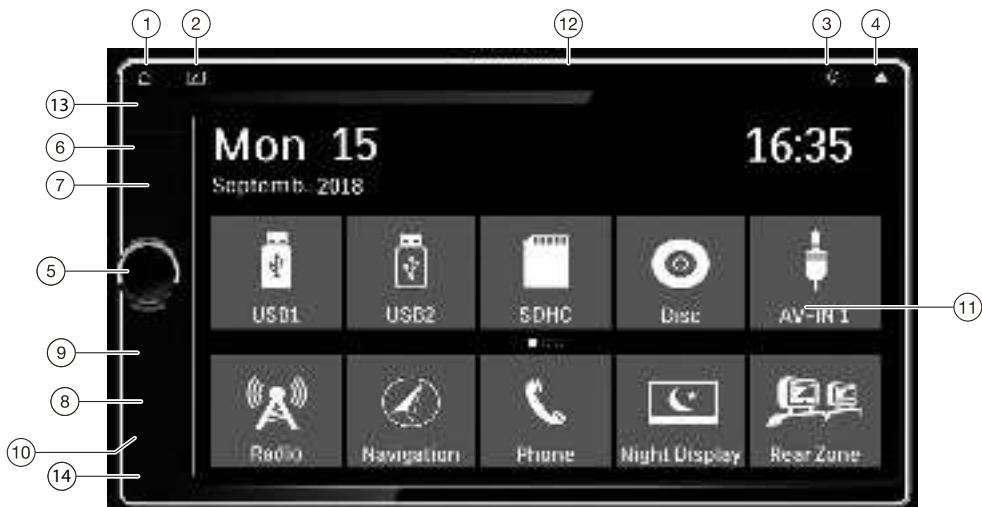 1 2 12 3 4
13
6
7
5
9
8
10
14
11
Mon 15 16:35
Septemb. 2018
USB1 USB2 SDHC Disc AV-IN 1
Radio Navigation Phone Night Display Rear Zone